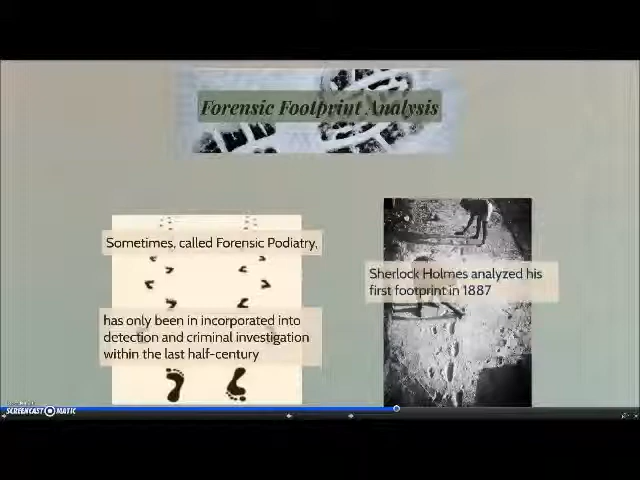 Forensic Footprint Analysis
Sometimes, called Forensic Podiatry,
has only been in incorporated into
detection and criminal investigation
within the last half-century
Sherlock Holmes analyzed his
first footprint in 1887
SCREENCAST-O-MATIC